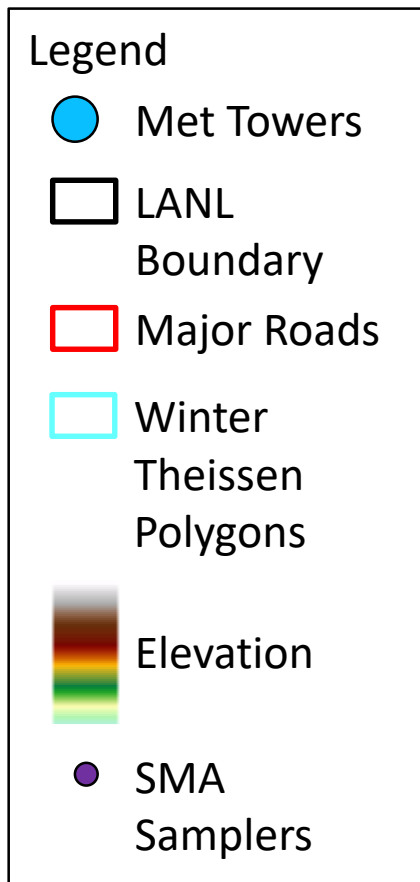 Legend
Met Towers
LANL
Boundary
Major Roads
Winter
Theissen
Polygons
Elevation
SMA
Samplers